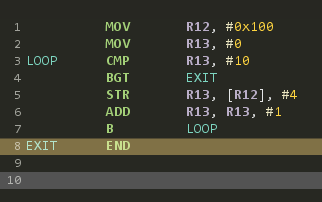 1 MOV R12, #0x100
2 MOV R13, #0
3 LOOP CMP R13, #10
4 BGT EXIT
5 STR R13, [R12], #4
6 ADD R13, R13, #1
7 B LOOP
8 EXIT END
9
10